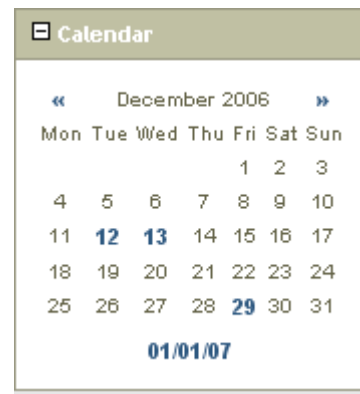 Calendar
« December 2006 »
Mon Tue Wed Thu Fri Sat Sun
1 2 3
4 5 6 7 8 9 10
11 12 13 14 15 16 17
18 19 20 21 22 23 24
25 26 27 28 29 30 31
01/01/07